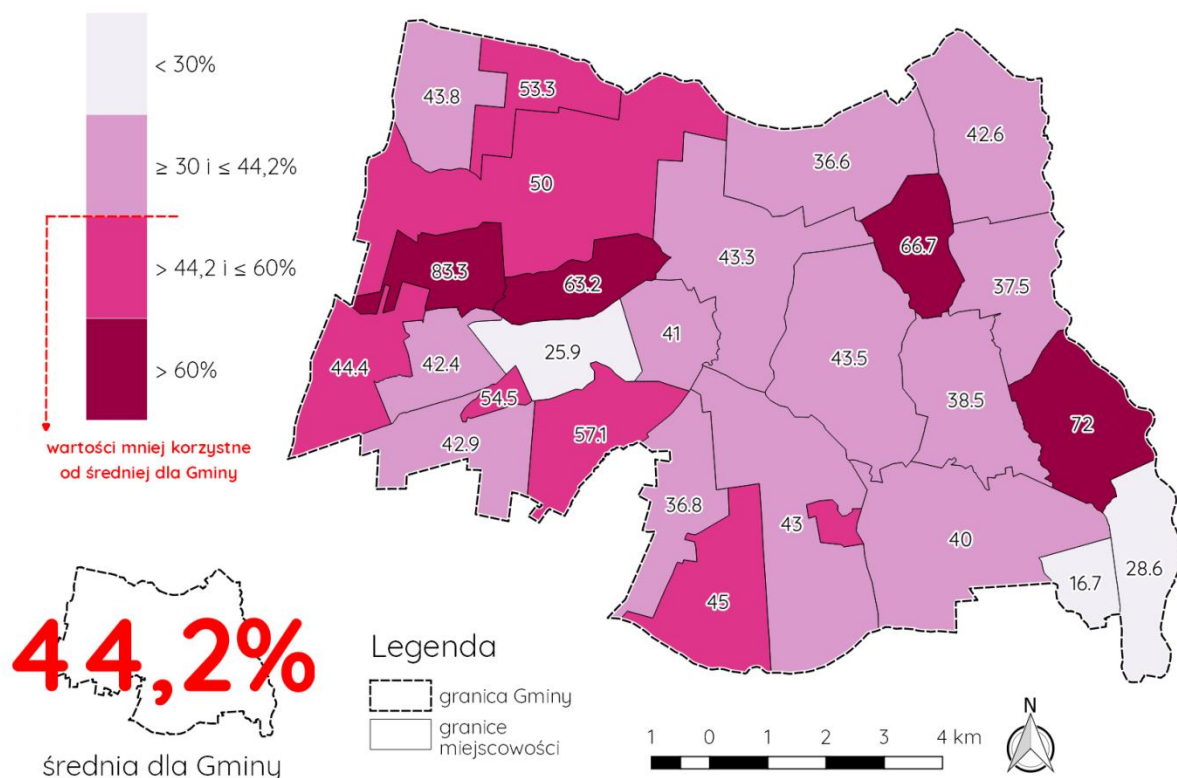 < 30%
≥ 30 i ≤ 44,2%
> 44,2 i ≤ 60%
> 60%
wartości mniej korzystne
od średniej dla Gminy
43.8
53.3
36.6
42.6
50
66.7
43.3
83.3
63.2
37.5
41
25.9
43.5
44.4
42.4
54.5
38.5
72
42.9
57.1
36.8
43
40
45
16.7
28.6
44,2%
średnia dla Gminy
Legenda
granica Gminy
granice
miejscowości
1 0 1 2 3 4 km
N